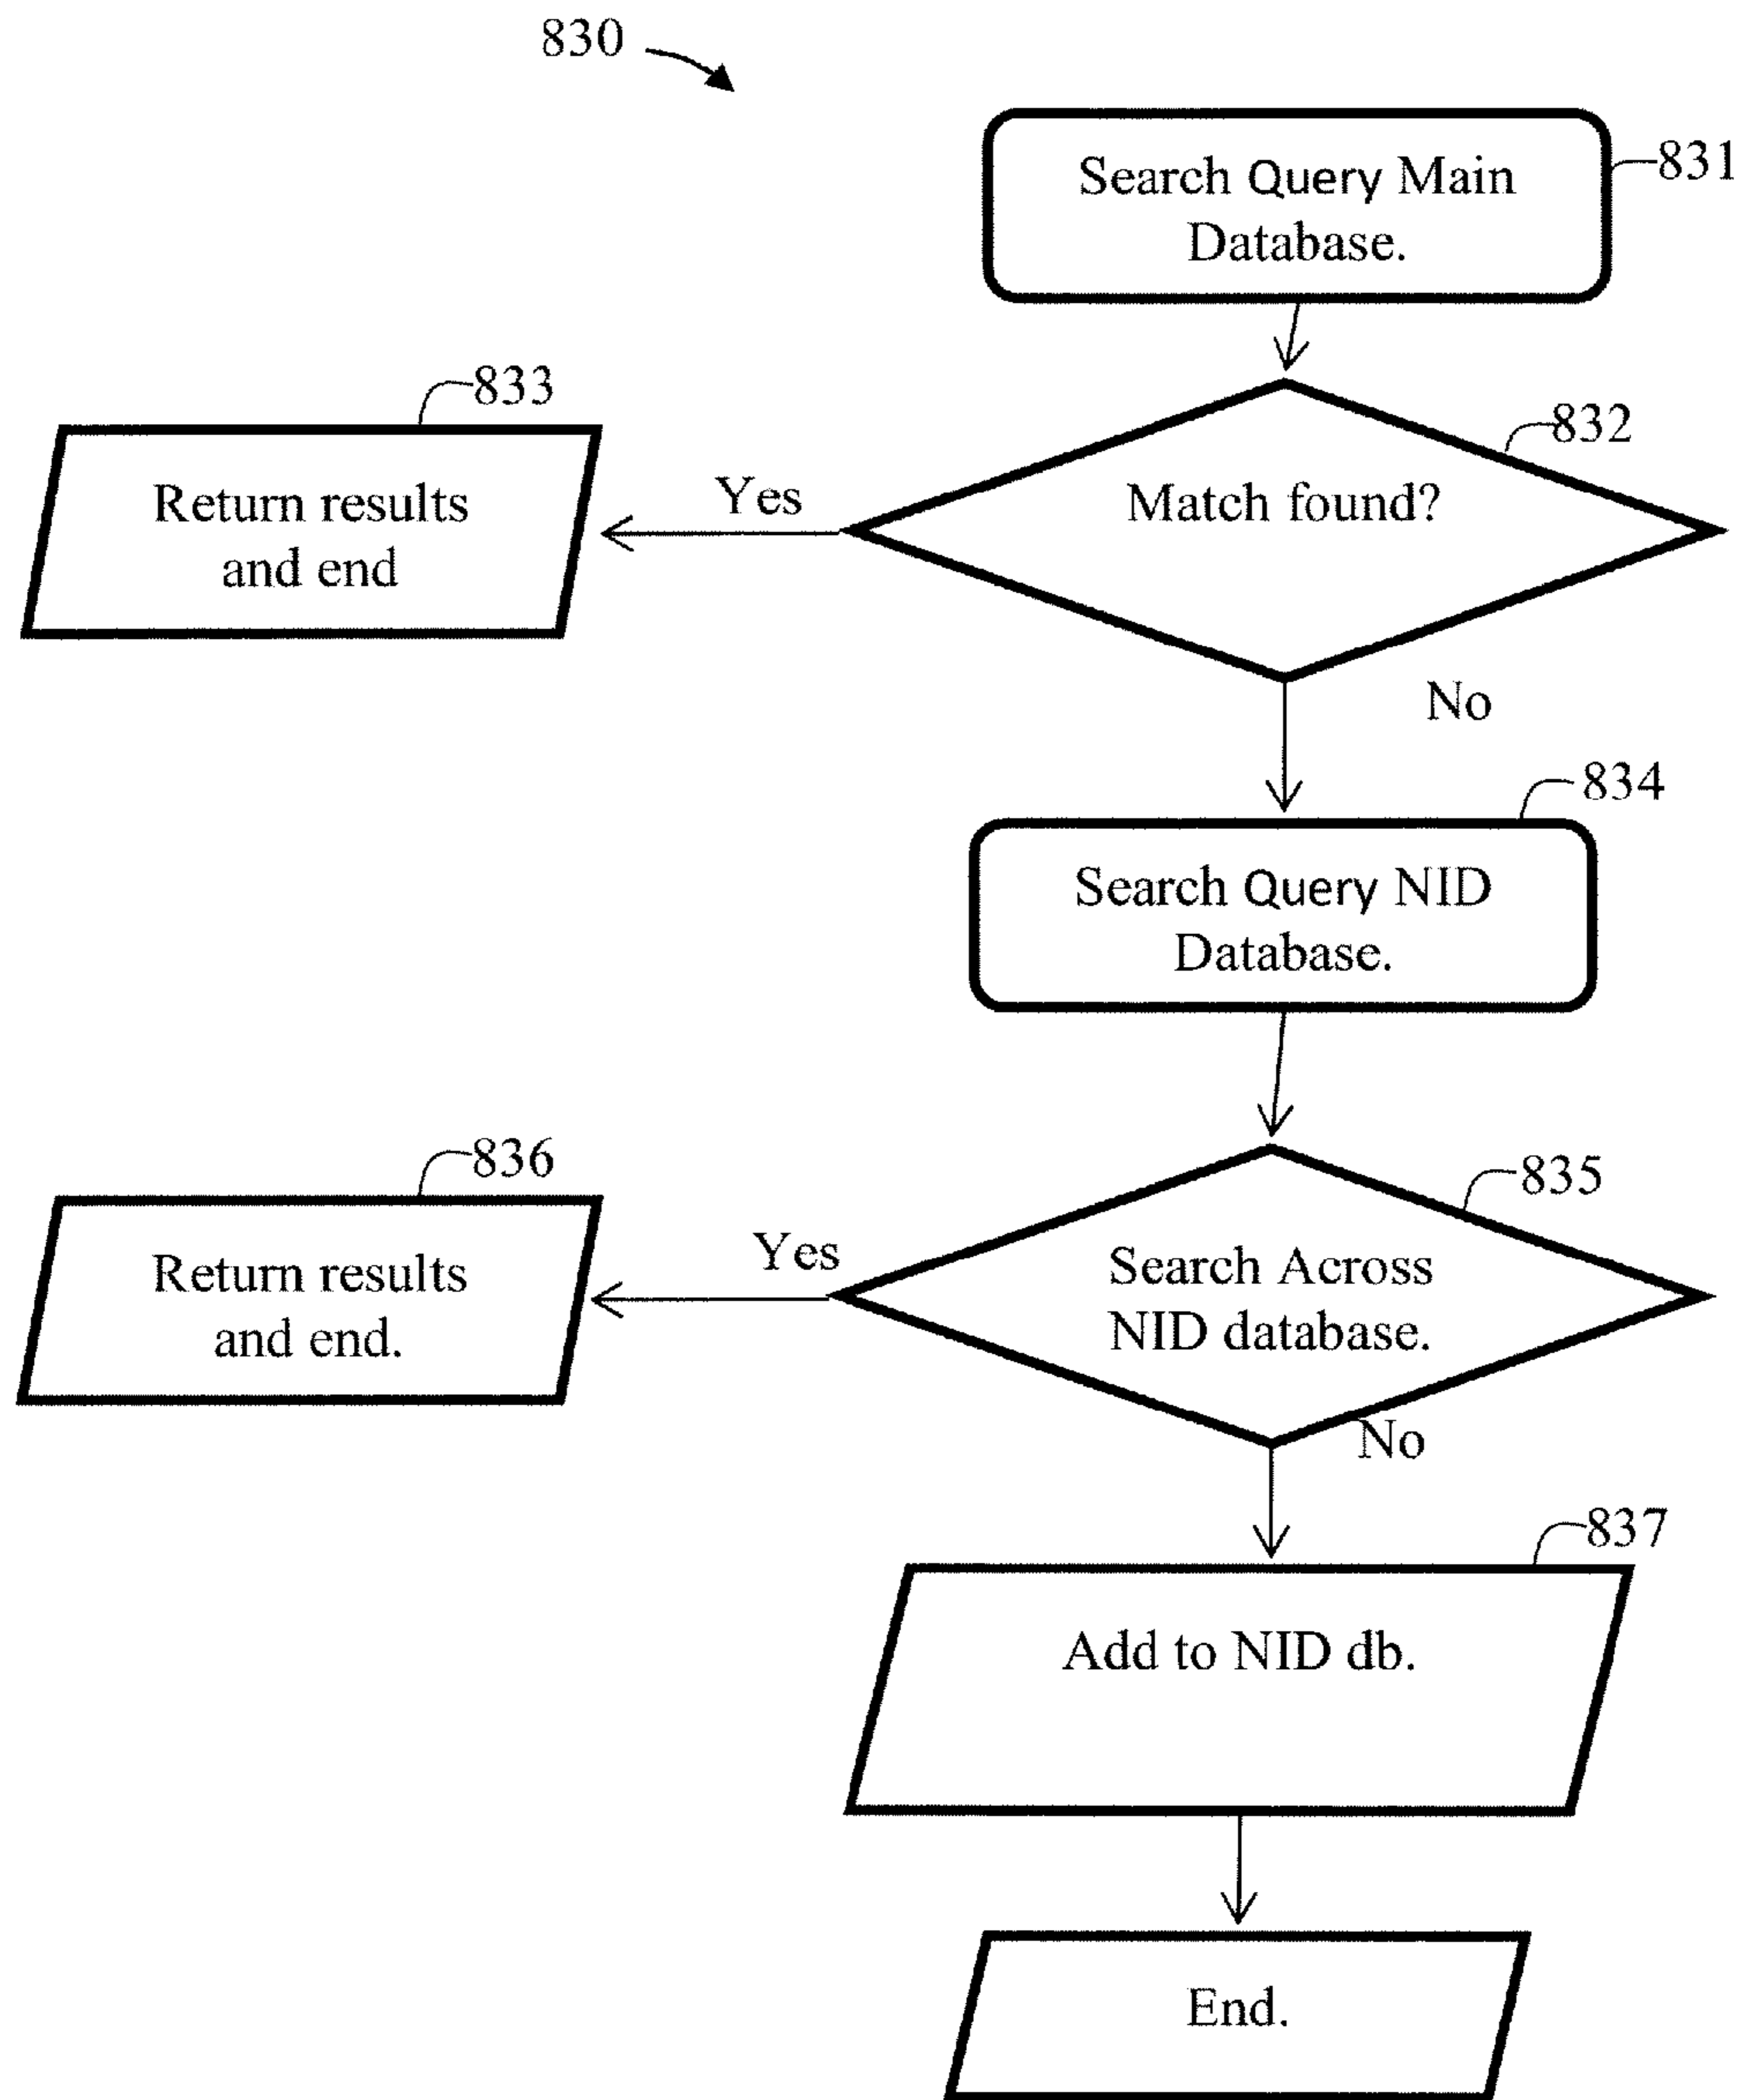 830
Search Query Main
Database.
831
832
Match found?
833
Return results
and end
Yes
No
834
Search Query NID
Database.
835
Search Across
NID database.
836
Return results
and end.
Yes
No
837
Add to NID db.
End.